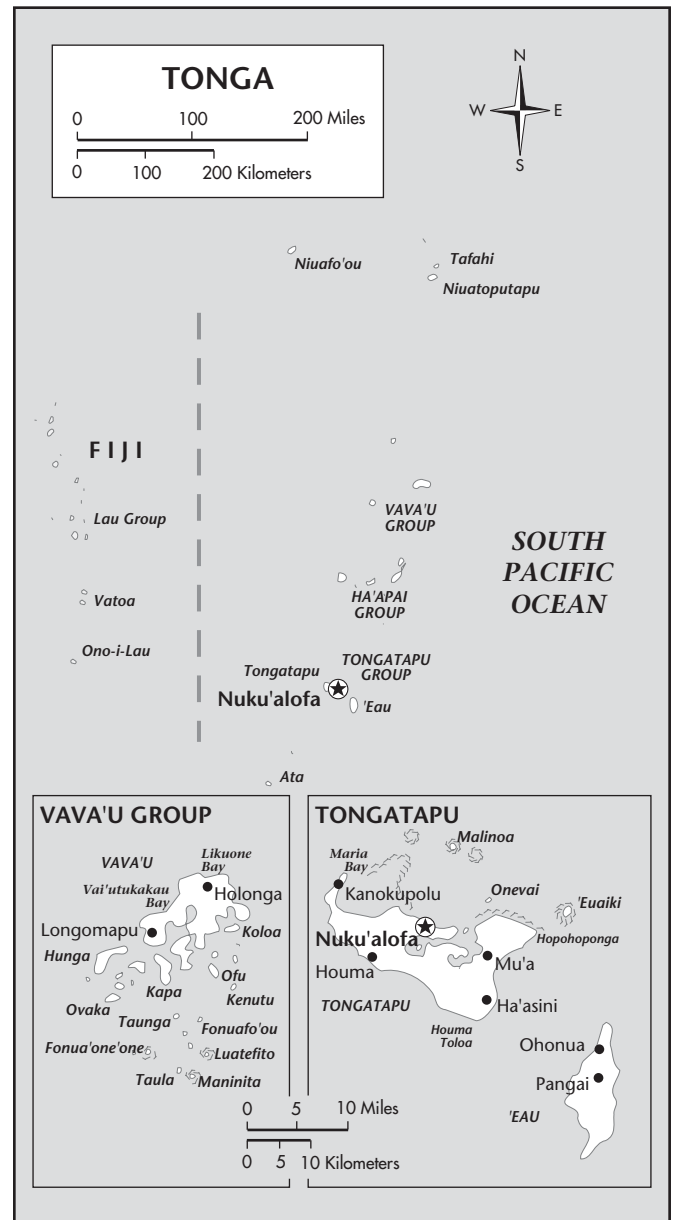 TONGA
0 100 200 Miles
0 100 200 Kilometers
N
W E
S
Niuafo'ou
Tafahi
Niuatoputapu
FIJI
Lau Group
VAVA'U
GROUP
SOUTH
PACIFIC
OCEAN
HA'APAI
GROUP
Vatoa
Ono-i-Lau
Tongatapu
TONGATAPU
GROUP
Nuku'alofa
'Eau
Ata
VAVA'U GROUP
VAVA'U
Likuone
Bay
Vai'utukakau
Bay
Holonga
Longomapu
Koloa
Hunga
Ofu
Kapa
Kenutu
Ovaka
Taunga
Fonuafo'ou
Fonua'one'one
Luatefito
Taula
Maninita
TONGATAPU
Malinoa
Maria
Bay
Kanokupolu
Onevai
'Euaiki
Nuku'alofa
Hopohoponga
Houma
Mu'a
TONGATAPU
Ha'asini
Houma
Toloa
Ohonua
Pangai
'EAU
0 5 10 Miles
0 5 10 Kilometers